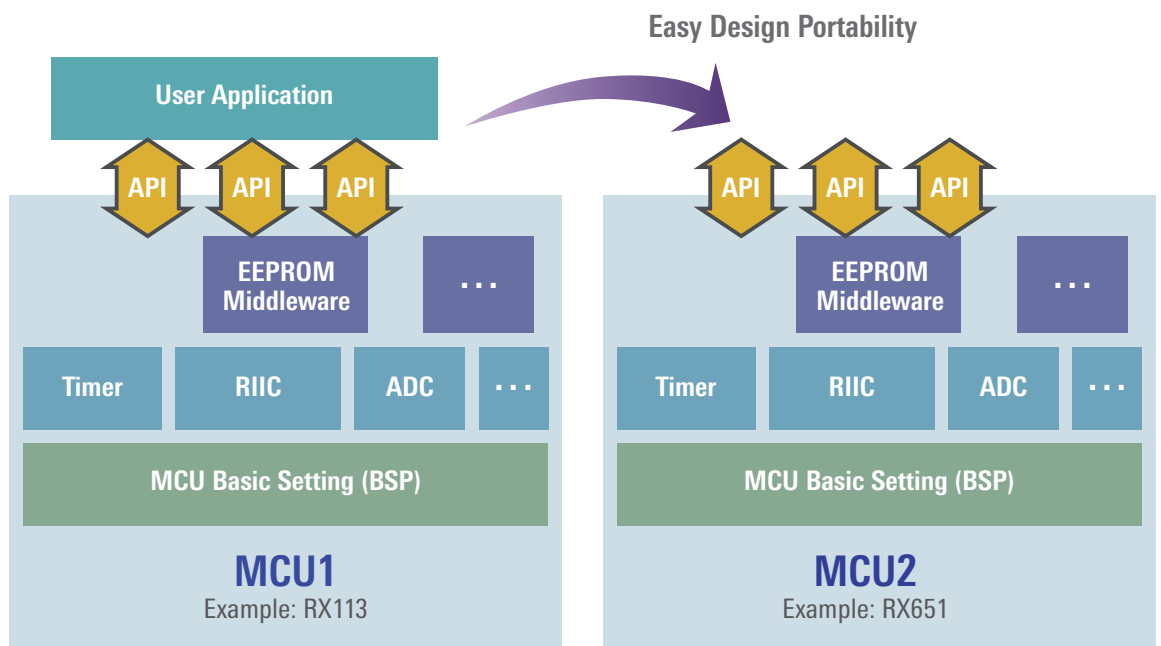 Easy Design Portability
User Application
API API API
API API API
EEPROM
Middleware
...
EEPROM
Middleware
...
Timer
RIIC
ADC
...
Timer
RIIC
ADC
...
MCU Basic Setting (BSP)
MCU Basic Setting (BSP)
MCU1
Example: RX113
MCU2
Example: RX651